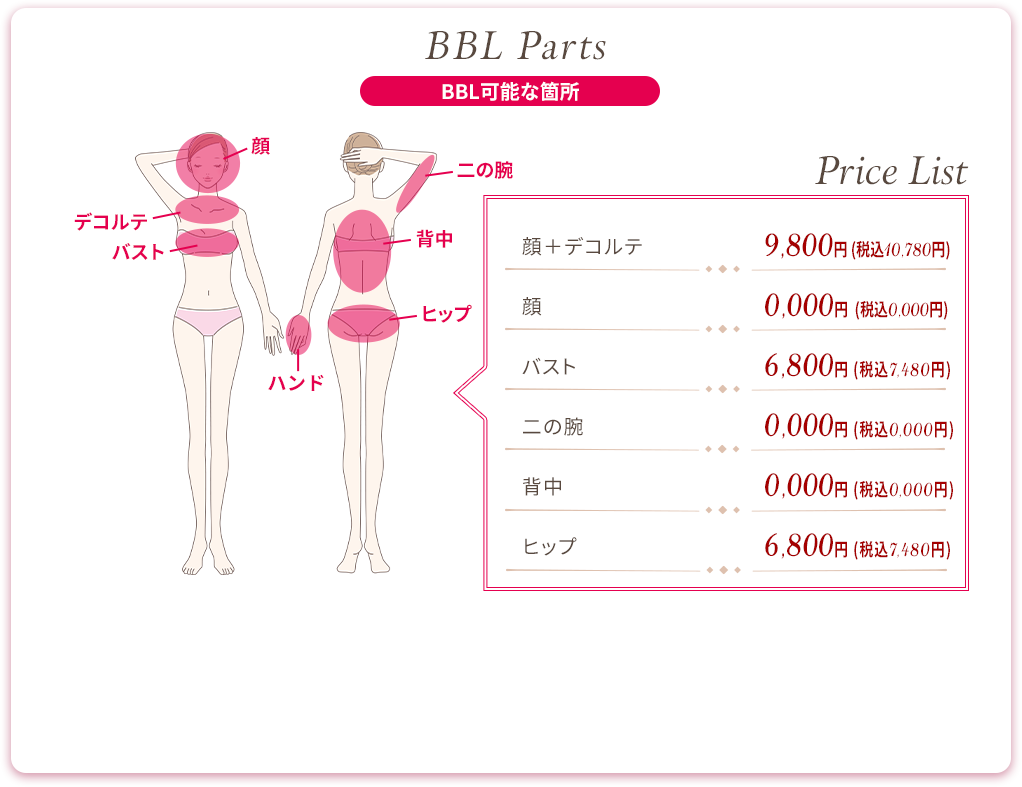 BBL Parts
BBL可能な箇所
顔
二の腕
デコルテ
背中
バスト
ヒップ
ハンド
Price List
顔＋デコルテ 9,800円 (税込10,780円)
顔 0,000円 (税込0,000円)
バスト 6,800円 (税込7,480円)
二の腕 0,000円 (税込0,000円)
背中 0,000円 (税込0,000円)
ヒップ 6,800円 (税込7,480円)